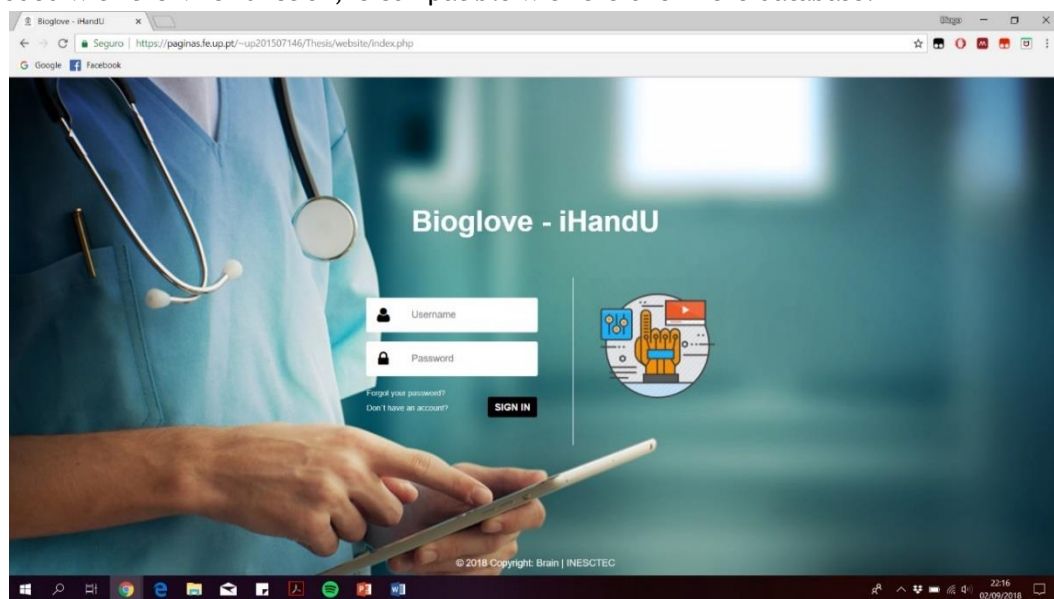 Bioglove - iHandU
Seguro | https://paginas.fe.up.pt/~up201507146/Thesis/website/index.php
Google
Facebook
Bioglove - iHandU
Username
Password
Forgot your password?
Don't have an account?
SIGN IN
© 2018 Copyright: Brain | INESCTEC
22:16
02/09/2018